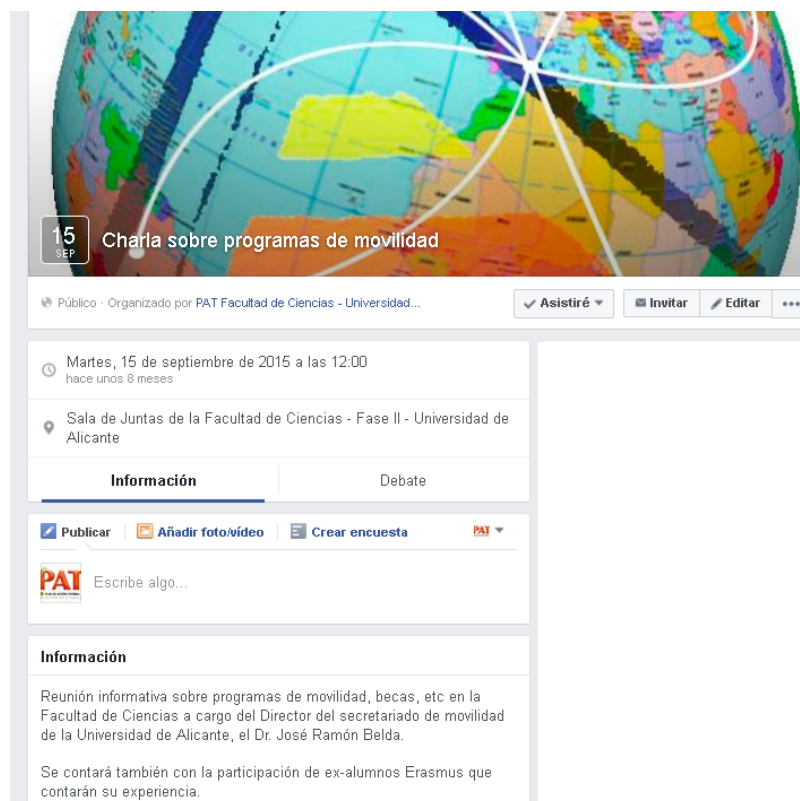 15
SEP
Charla sobre programas de movilidad
Público · Organizado por PAT Facultad de Ciencias - Universidad...
Asistiré
Invitar
Editar
Martes, 15 de septiembre de 2015 a las 12:00
hace unos 8 meses
Sala de Juntas de la Facultad de Ciencias - Fase II - Universidad de
Alicante
Información
Debate
Publicar
Añadir foto/vídeo
Crear encuesta
PAT
PAT
Escribe algo...
Información
Reunión informativa sobre programas de movilidad, becas, etc en la
Facultad de Ciencias a cargo del Director del secretariado de movilidad
de la Universidad de Alicante, el Dr. José Ramón Belda.
Se contará también con la participación de ex-alumnos Erasmus que
contarán su experiencia.